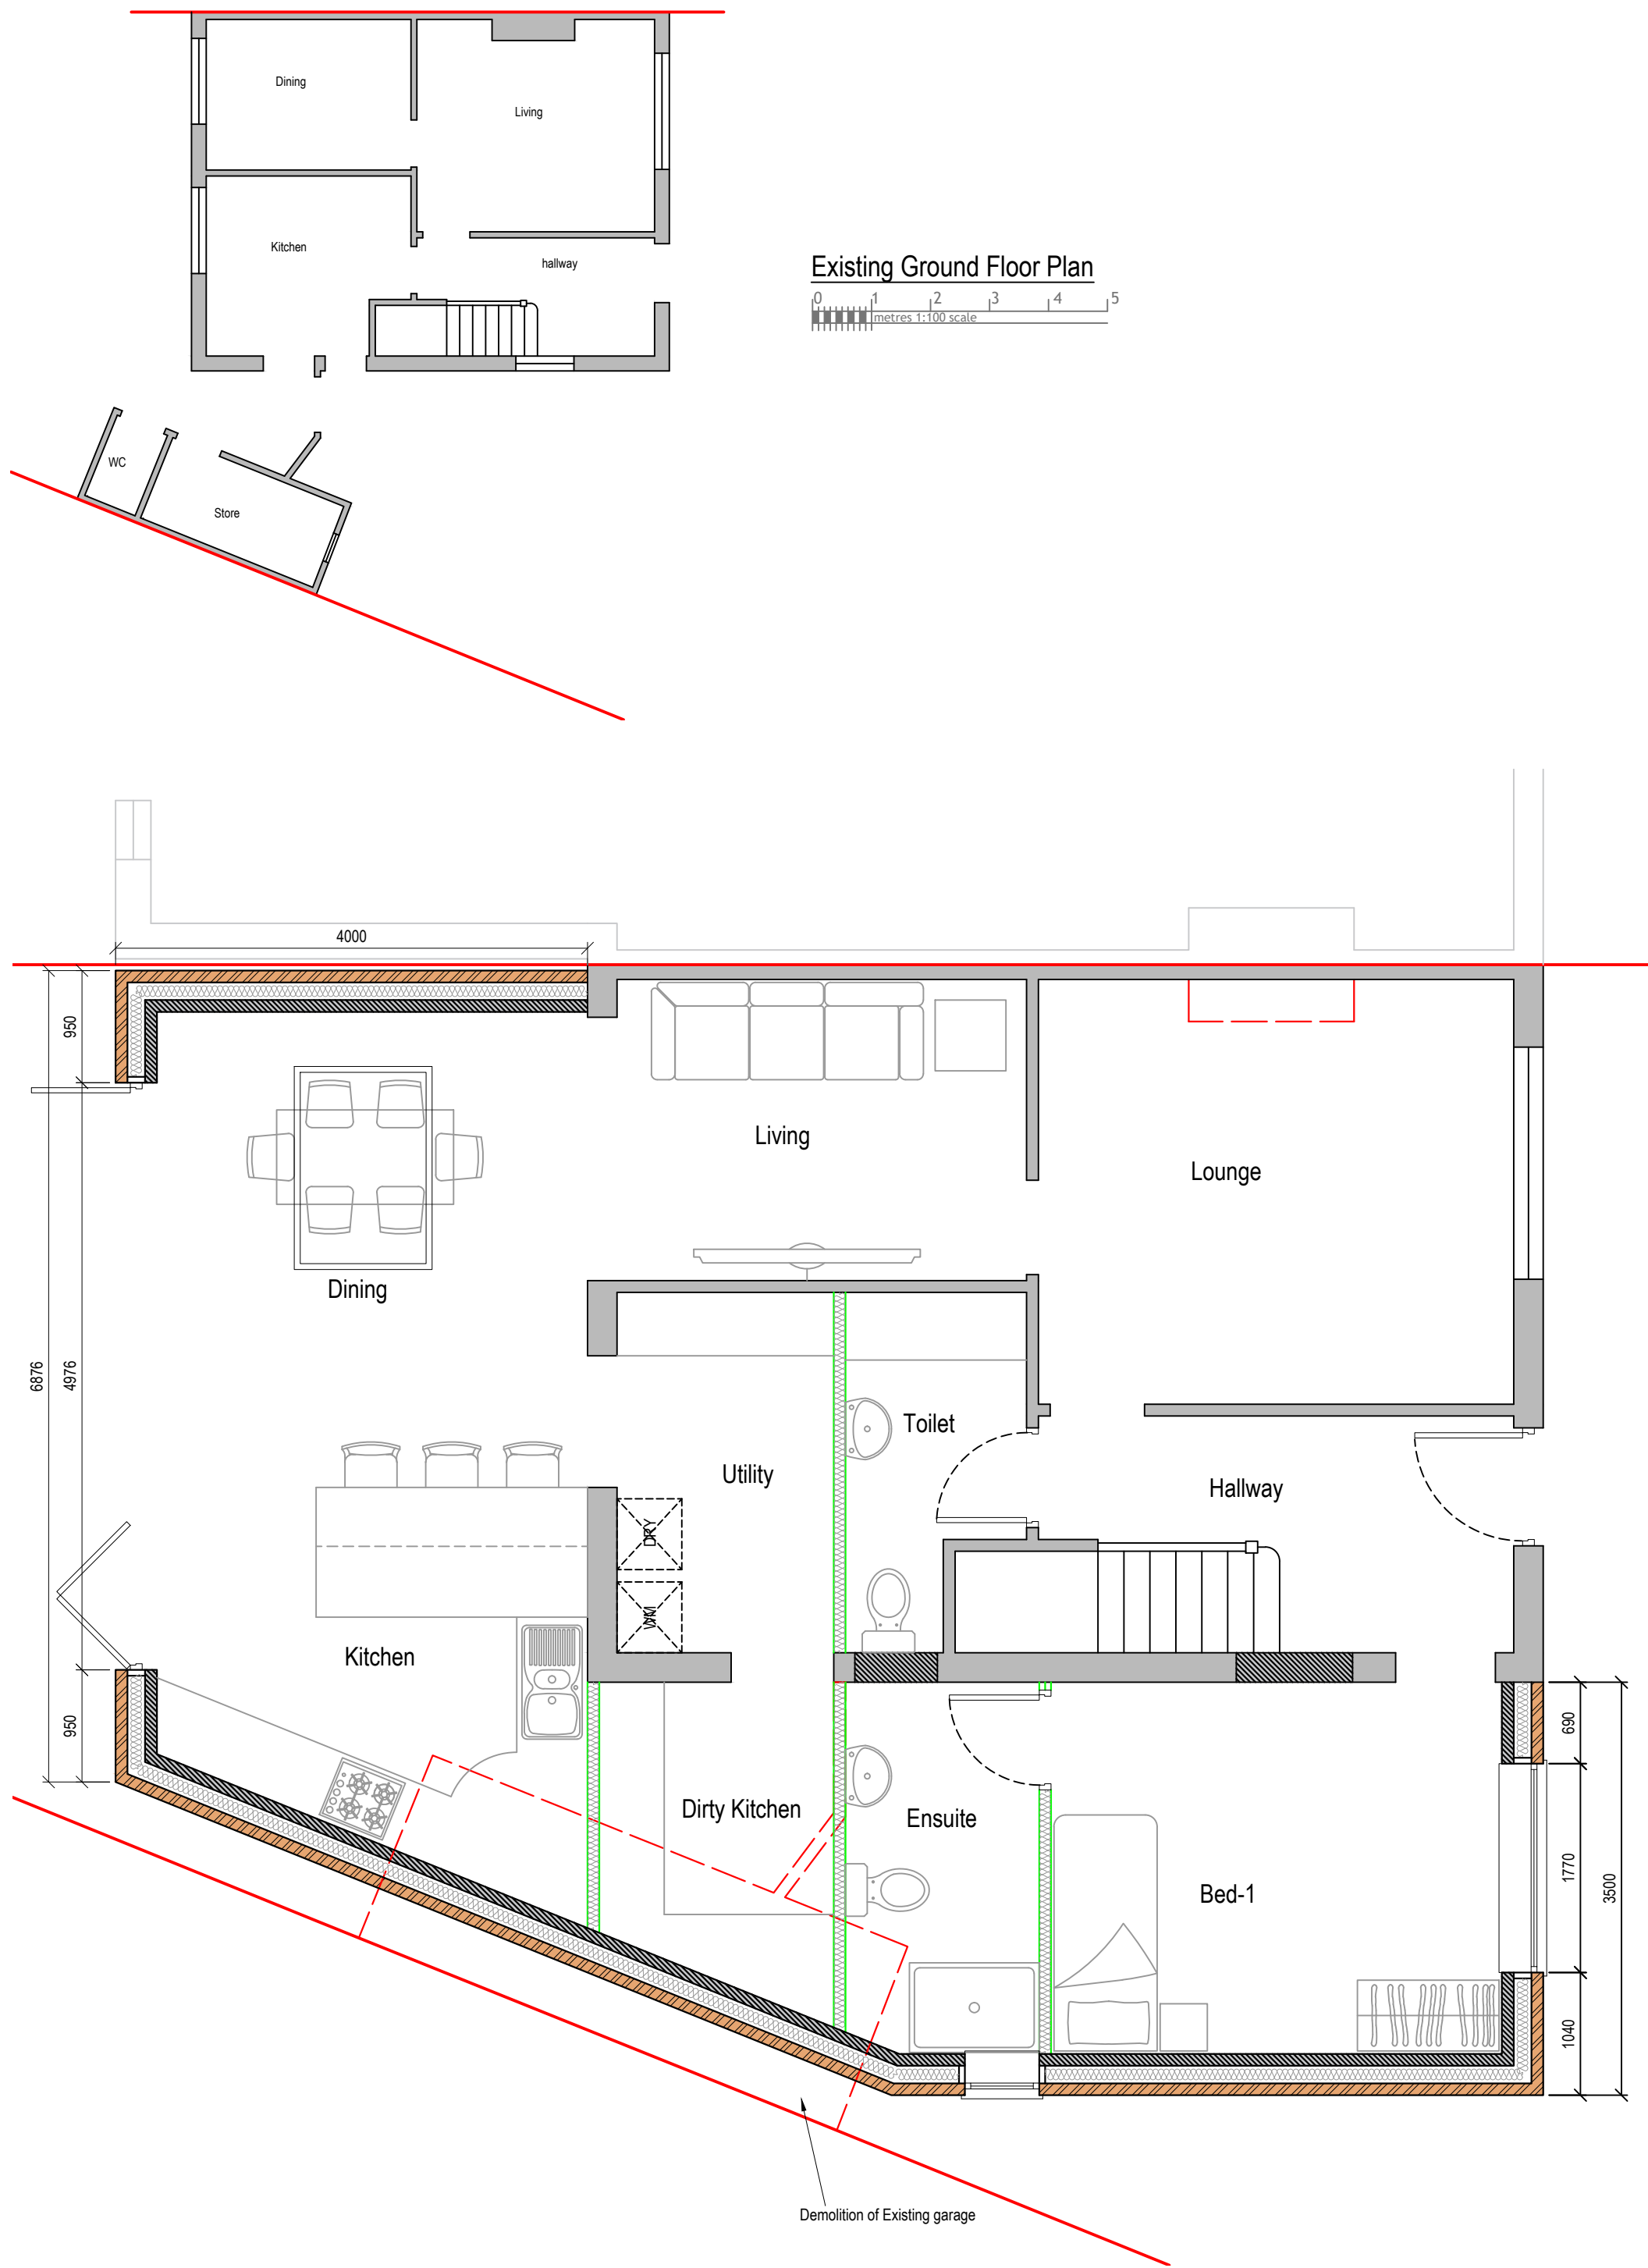 Dining
Living
Kitchen
hallway
Existing Ground Floor Plan
0 1 2 3 4 5
metres 1:100 scale
WC
Store
4000
950
Living
Lounge
Dining
6876
4976
Toilet
Utility
Hallway
DRY
WM
Kitchen
950
690
Dirty Kitchen
Ensuite
Bed-1
1770
3500
1040
Demolition of Existing garage